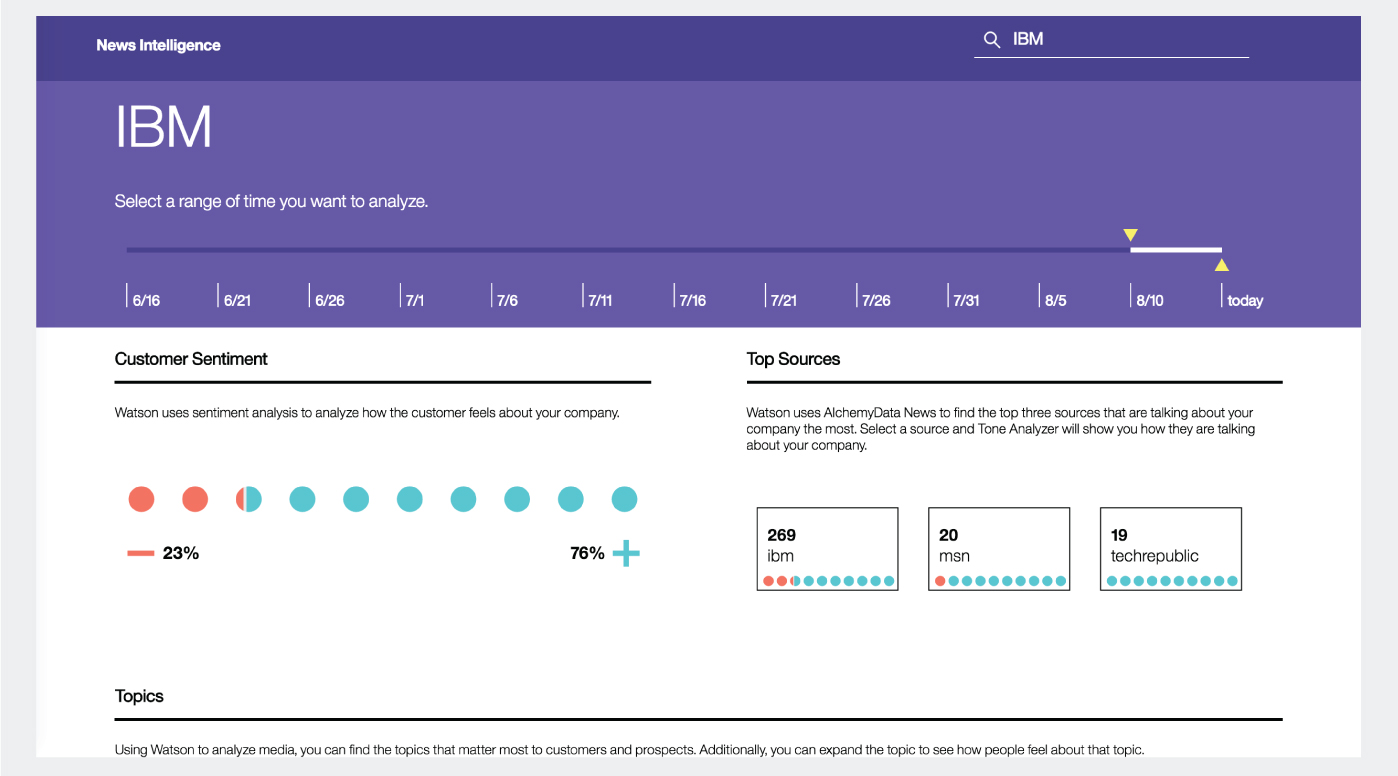 News Intelligence
IBM
IBM
Select a range of time you want to analyze.
6/16 6/21 6/26 7/1 7/6 7/11 7/16 7/21 7/26 7/31 8/5 8/10 today
Customer Sentiment
Watson uses sentiment analysis to analyze how the customer feels about your company.
23%
76%
Top Sources
Watson uses AlchemyData News to find the top three sources that are talking about your
company the most. Select a source and Tone Analyzer will show you how they are talking
about your company.
269
ibm
20
msn
19
techrepublic
Topics
Using Watson to analyze media, you can find the topics that matter most to customers and prospects. Additionally, you can expand the topic to see how people feel about that topic.